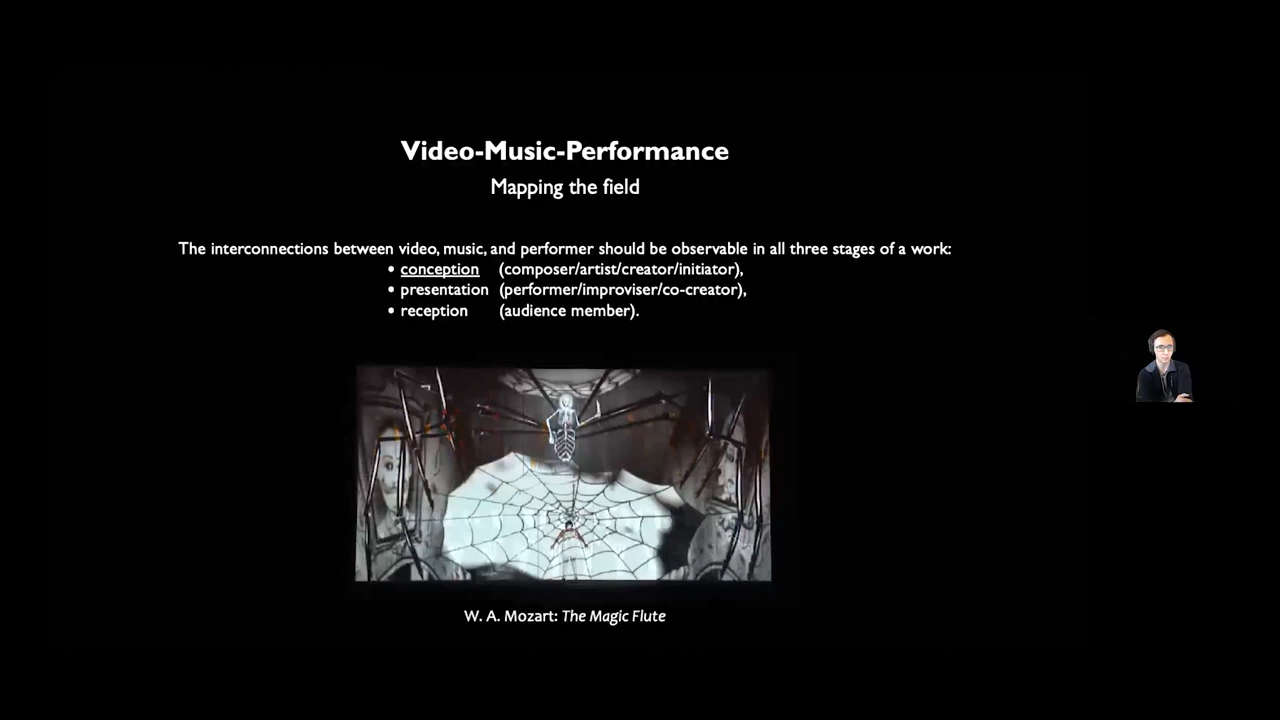 Video-Music-Performance
Mapping the field
The interconnections between video, music, and performer should be observable in all three stages of a work:
• conception (composer/artist/creator/initiator),
• presentation (performer/improviser/co-creator),
• reception (audience member).
W. A. Mozart: The Magic Flute